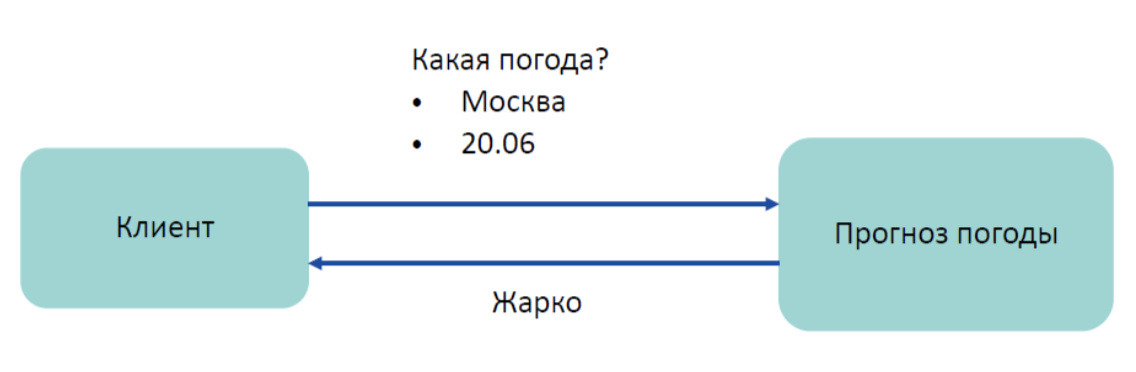 Какая погода?
• Москва
• 20.06
Клиент
Прогноз погоды
Жарко